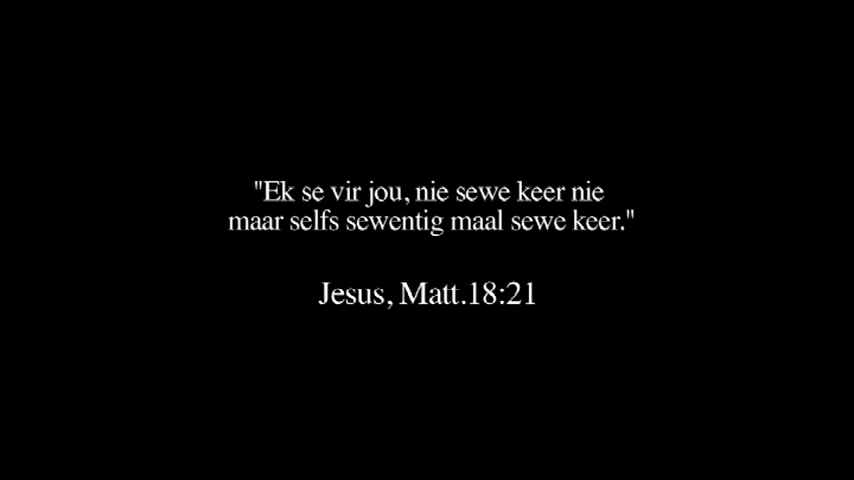 "Ek se vir jou, nie sewe keer nie
maar selfs sewentig maal sewe keer."
Jesus, Matt.18:21